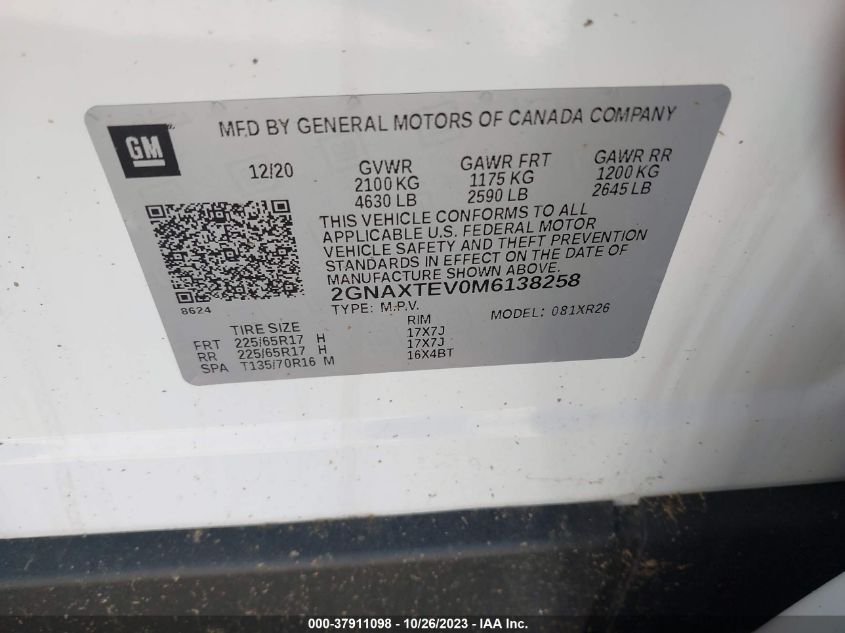 GM
MFD BY GENERAL MOTORS OF CANADA COMPANY
12/20 GVWR GAWR FRT GAWR RR
2100 KG 1175 KG 1200 KG
4630 LB 2590 LB 2645 LB
THIS VEHICLE CONFORMS TO ALL
APPLICABLE U.S. FEDERAL MOTOR
VEHICLE SAFETY AND THEFT PREVENTION
STANDARDS IN EFFECT ON THE DATE OF
MANUFACTURE SHOWN ABOVE.
2GNAXTEV0M6138258
8624
TYPE: M.P.V. MODEL: 081XR26
TIRE SIZE RIM
FRT 225/65R17 H 17X7J
RR 225/65R17 H 17X7J
SPA T135/70R16 M 16X4BT
000-37911098 - 10/26/2023 - IAA Inc.